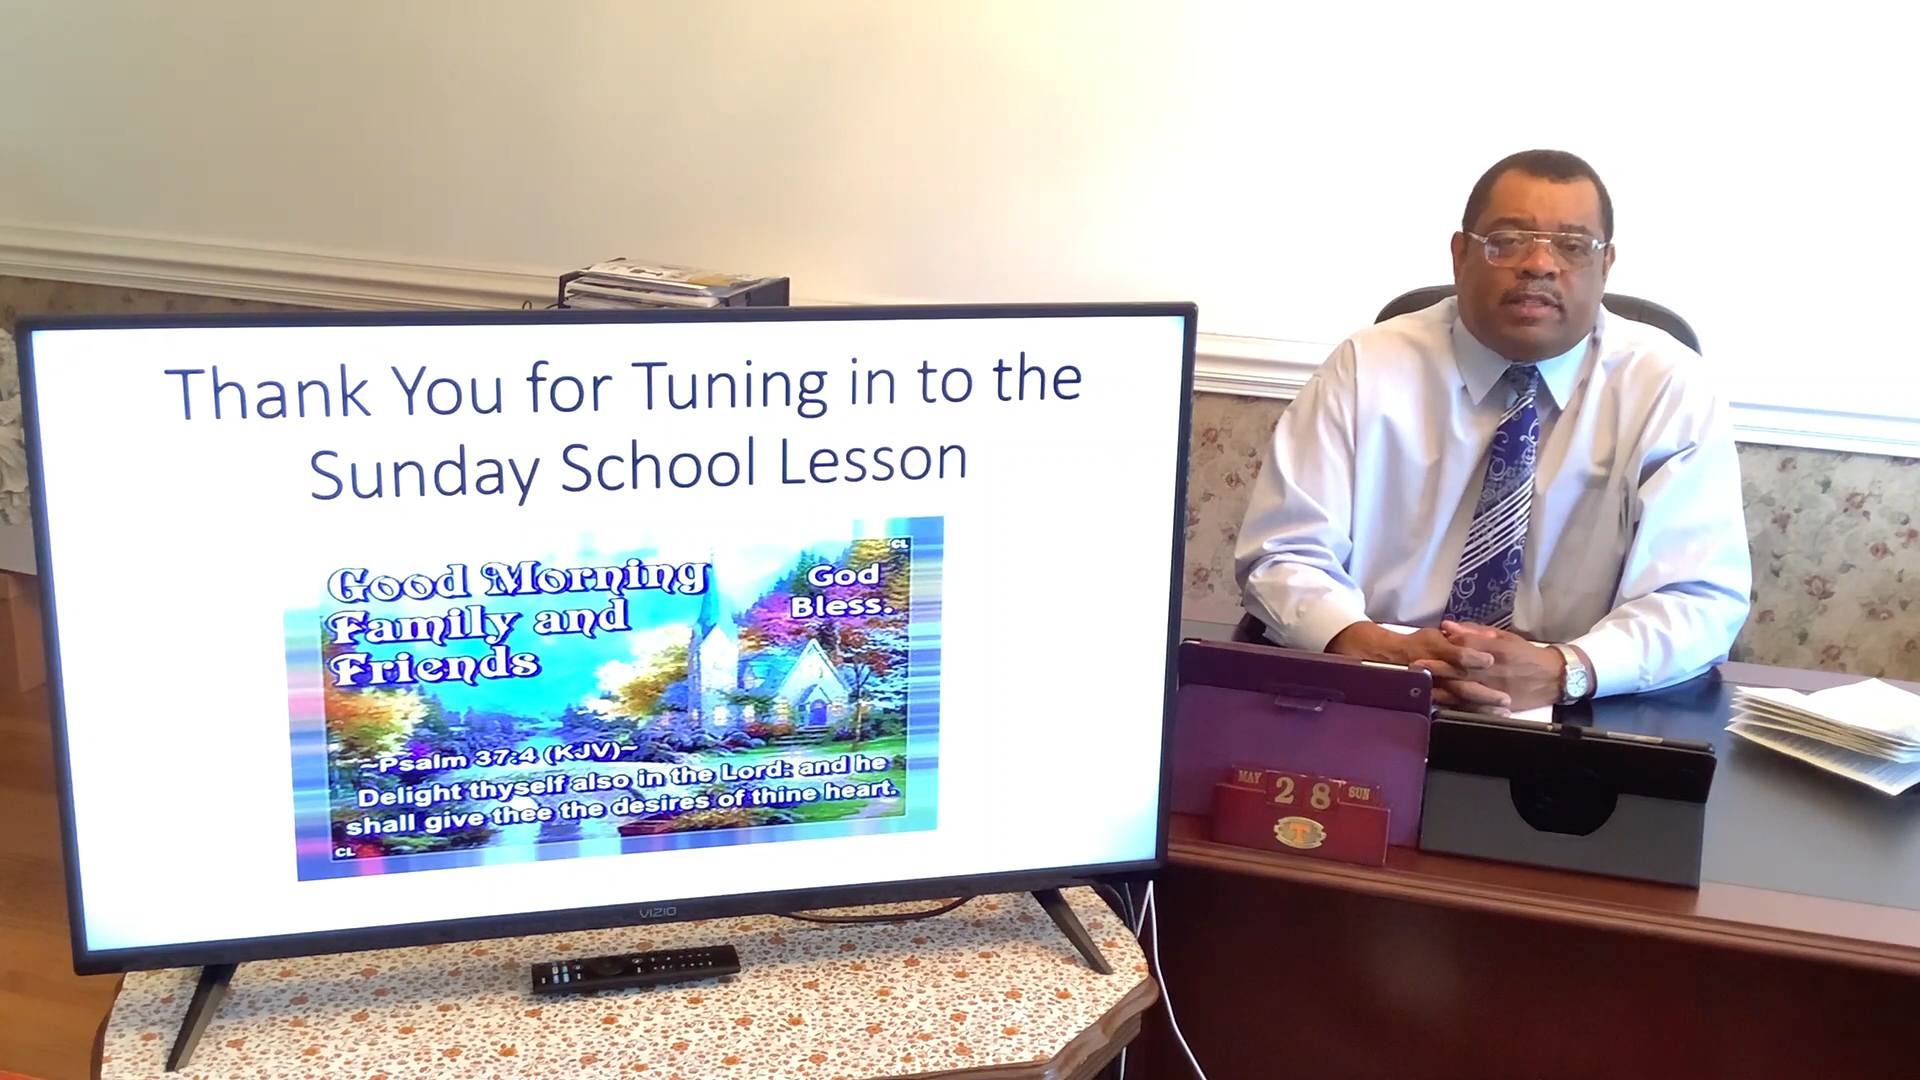 Thank You for Tuning in to the
Sunday School Lesson
CL
Good Morning
Family and
Friends
God
Bless.
~Psalm 37:4 (KJV)~
Delight thyself also in the Lord: and he
shall give thee the desires of thine heart.
CL
VIZIO
MAY 28 SUN
T